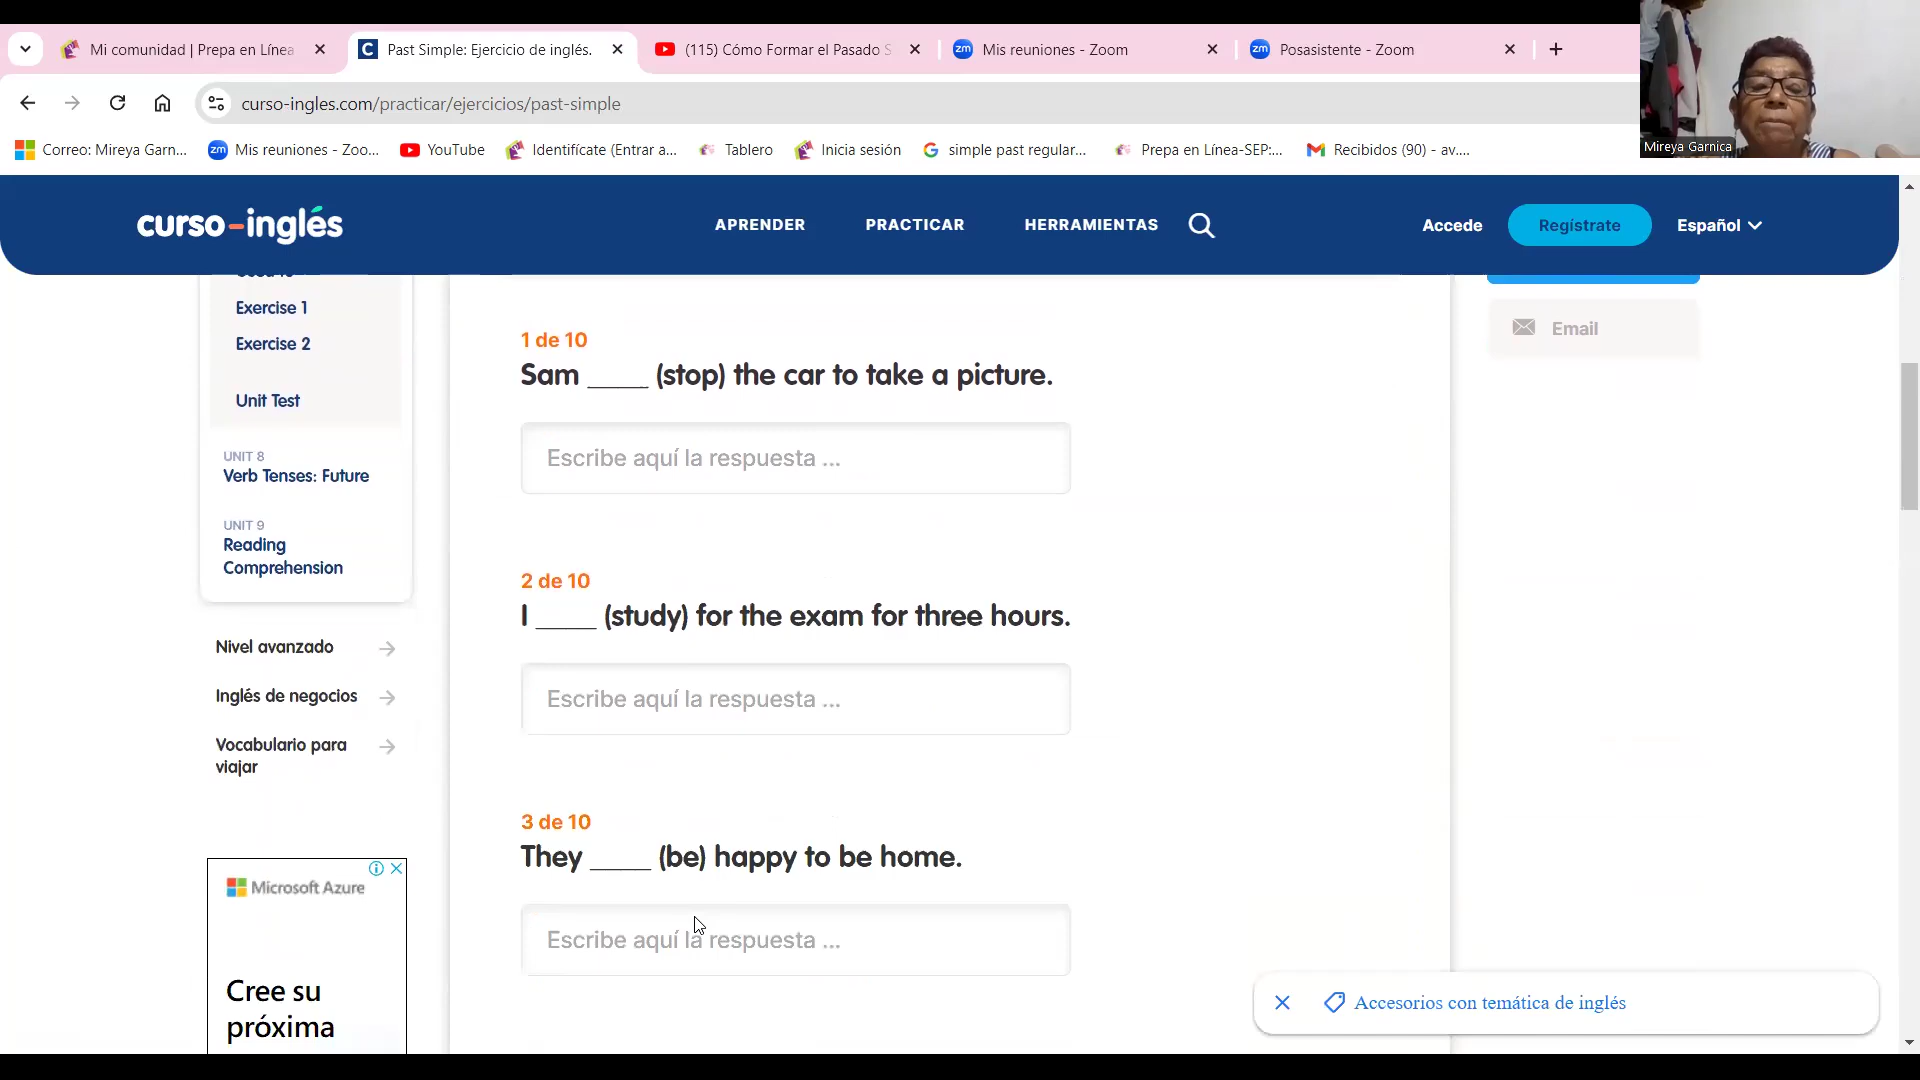 Mi comunidad | Prepa en Línea
Past Simple: Ejercicio de inglés.
(115) Cómo Formar el Pasado S
zm Mis reuniones - Zoom
zm Posasistente - Zoom
curso-ingles.com/practicar/ejercicios/past-simple
Correo: Mireya Garn...
zm Mis reuniones - Zoo...
YouTube
Identifícate (Entrar a...
Tablero
Inicia sesión
simple past regular...
Prepa en Línea-SEP:...
Recibidos (90) - av....
Mireya Garnica
curso-inglés
APRENDER
PRACTICAR
HERRAMIENTAS
Accede
Regístrate
Español
Exercise 1
Exercise 2
Unit Test
UNIT 8
Verb Tenses: Future
UNIT 9
Reading
Comprehension
Nivel avanzado
Inglés de negocios
Vocabulario para
viajar
Microsoft Azure
Cree su
próxima
1 de 10
Sam ____ (stop) the car to take a picture.
Escribe aquí la respuesta ...
2 de 10
I ____ (study) for the exam for three hours.
Escribe aquí la respuesta ...
3 de 10
They ____ (be) happy to be home.
Escribe aquí la respuesta ...
Email
Accesorios con temática de inglés